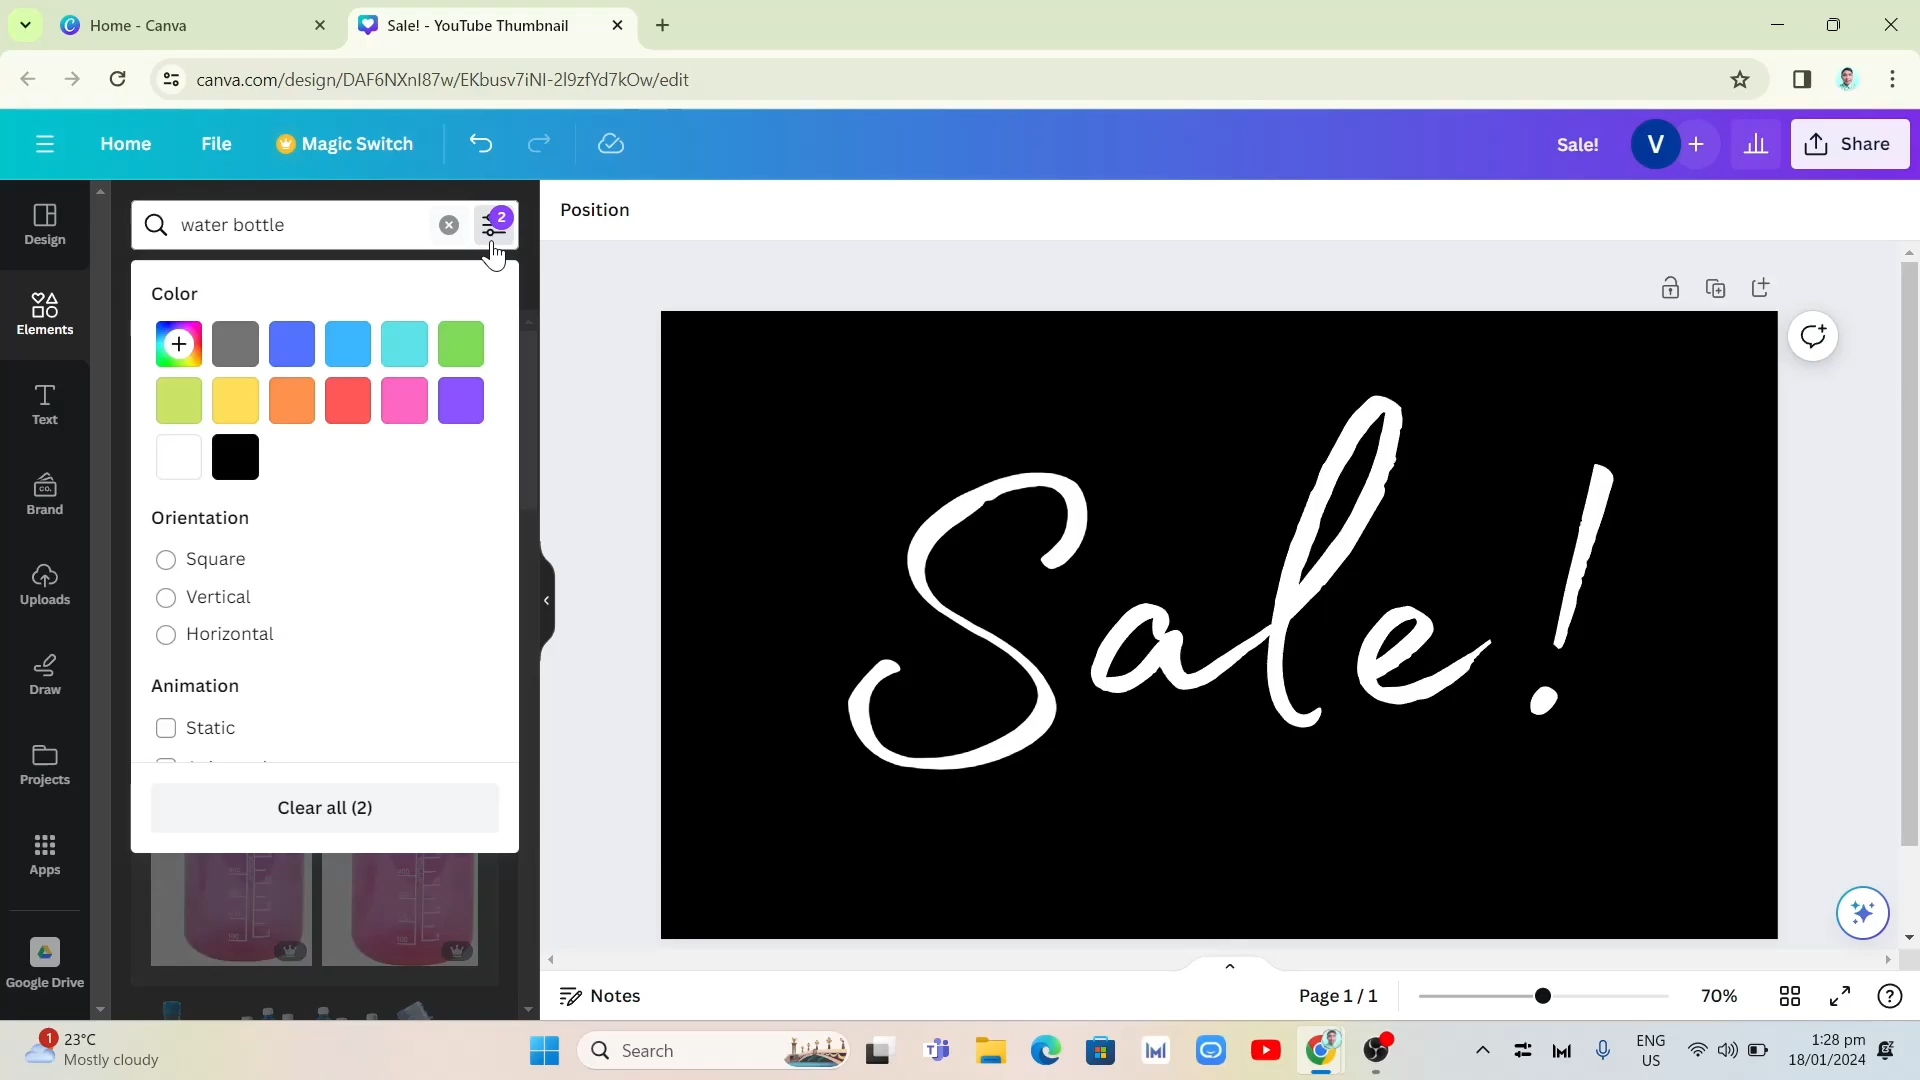 Home - Canva
Sale! - YouTube Thumbnail
canva.com/design/DAF6NXnI87w/EKbusv7iNI-2l9zfYd7kOw/edit
Home
File
Magic Switch
Sale!
V
Share
Design
Elements
Text
CO.
Brand
Uploads
Draw
Projects
Apps
Google Drive
water bottle
2
Color
Orientation
Square
Vertical
Horizontal
Animation
Static
Clear all (2)
Position
Sale!
Notes
Page 1 / 1
70%
1
23°C
Mostly cloudy
Search
ENG
US
1:28 pm
18/01/2024